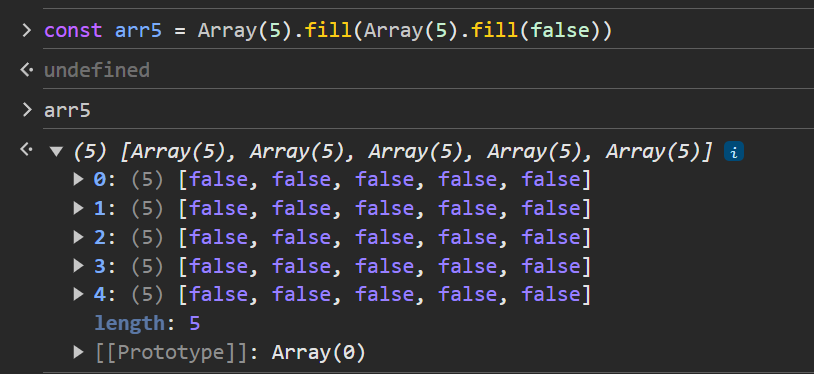 > const arr5 = Array(5).fill(Array(5).fill(false))
undefined
> arr5
▼ (5) [Array(5), Array(5), Array(5), Array(5), Array(5)] i
▶ 0: (5) [false, false, false, false, false]
▶ 1: (5) [false, false, false, false, false]
▶ 2: (5) [false, false, false, false, false]
▶ 3: (5) [false, false, false, false, false]
▶ 4: (5) [false, false, false, false, false]
length: 5
▶ [[Prototype]]: Array(0)